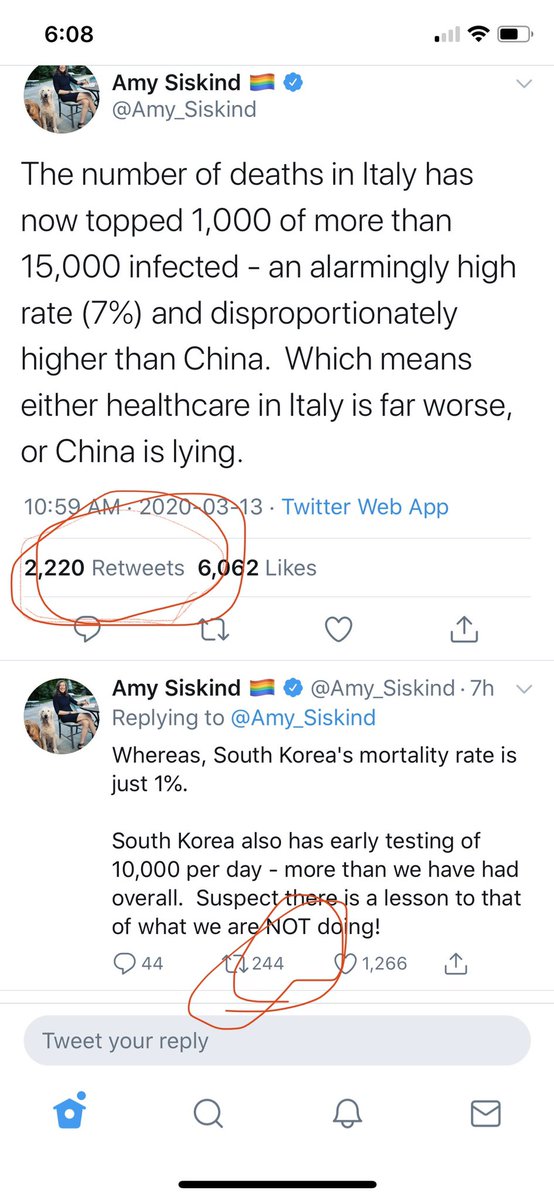 6:08
Amy Siskind 🏳️‍🌈
@Amy_Siskind
The number of deaths in Italy has
now topped 1,000 of more than
15,000 infected - an alarmingly high
rate (7%) and disproportionately
higher than China.  Which means
either healthcare in Italy is far worse,
or China is lying.
10:59 AM · 2020-03-13 · Twitter Web App
2,220 Retweets 6,062 Likes
Amy Siskind 🏳️‍🌈 @Amy_Siskind · 7h
Replying to @Amy_Siskind
Whereas, South Korea's mortality rate is
just 1%.
South Korea also has early testing of
10,000 per day - more than we have had
overall.  Suspect there is a lesson to that
of what we are NOT doing!
44 244 1,266
Tweet your reply